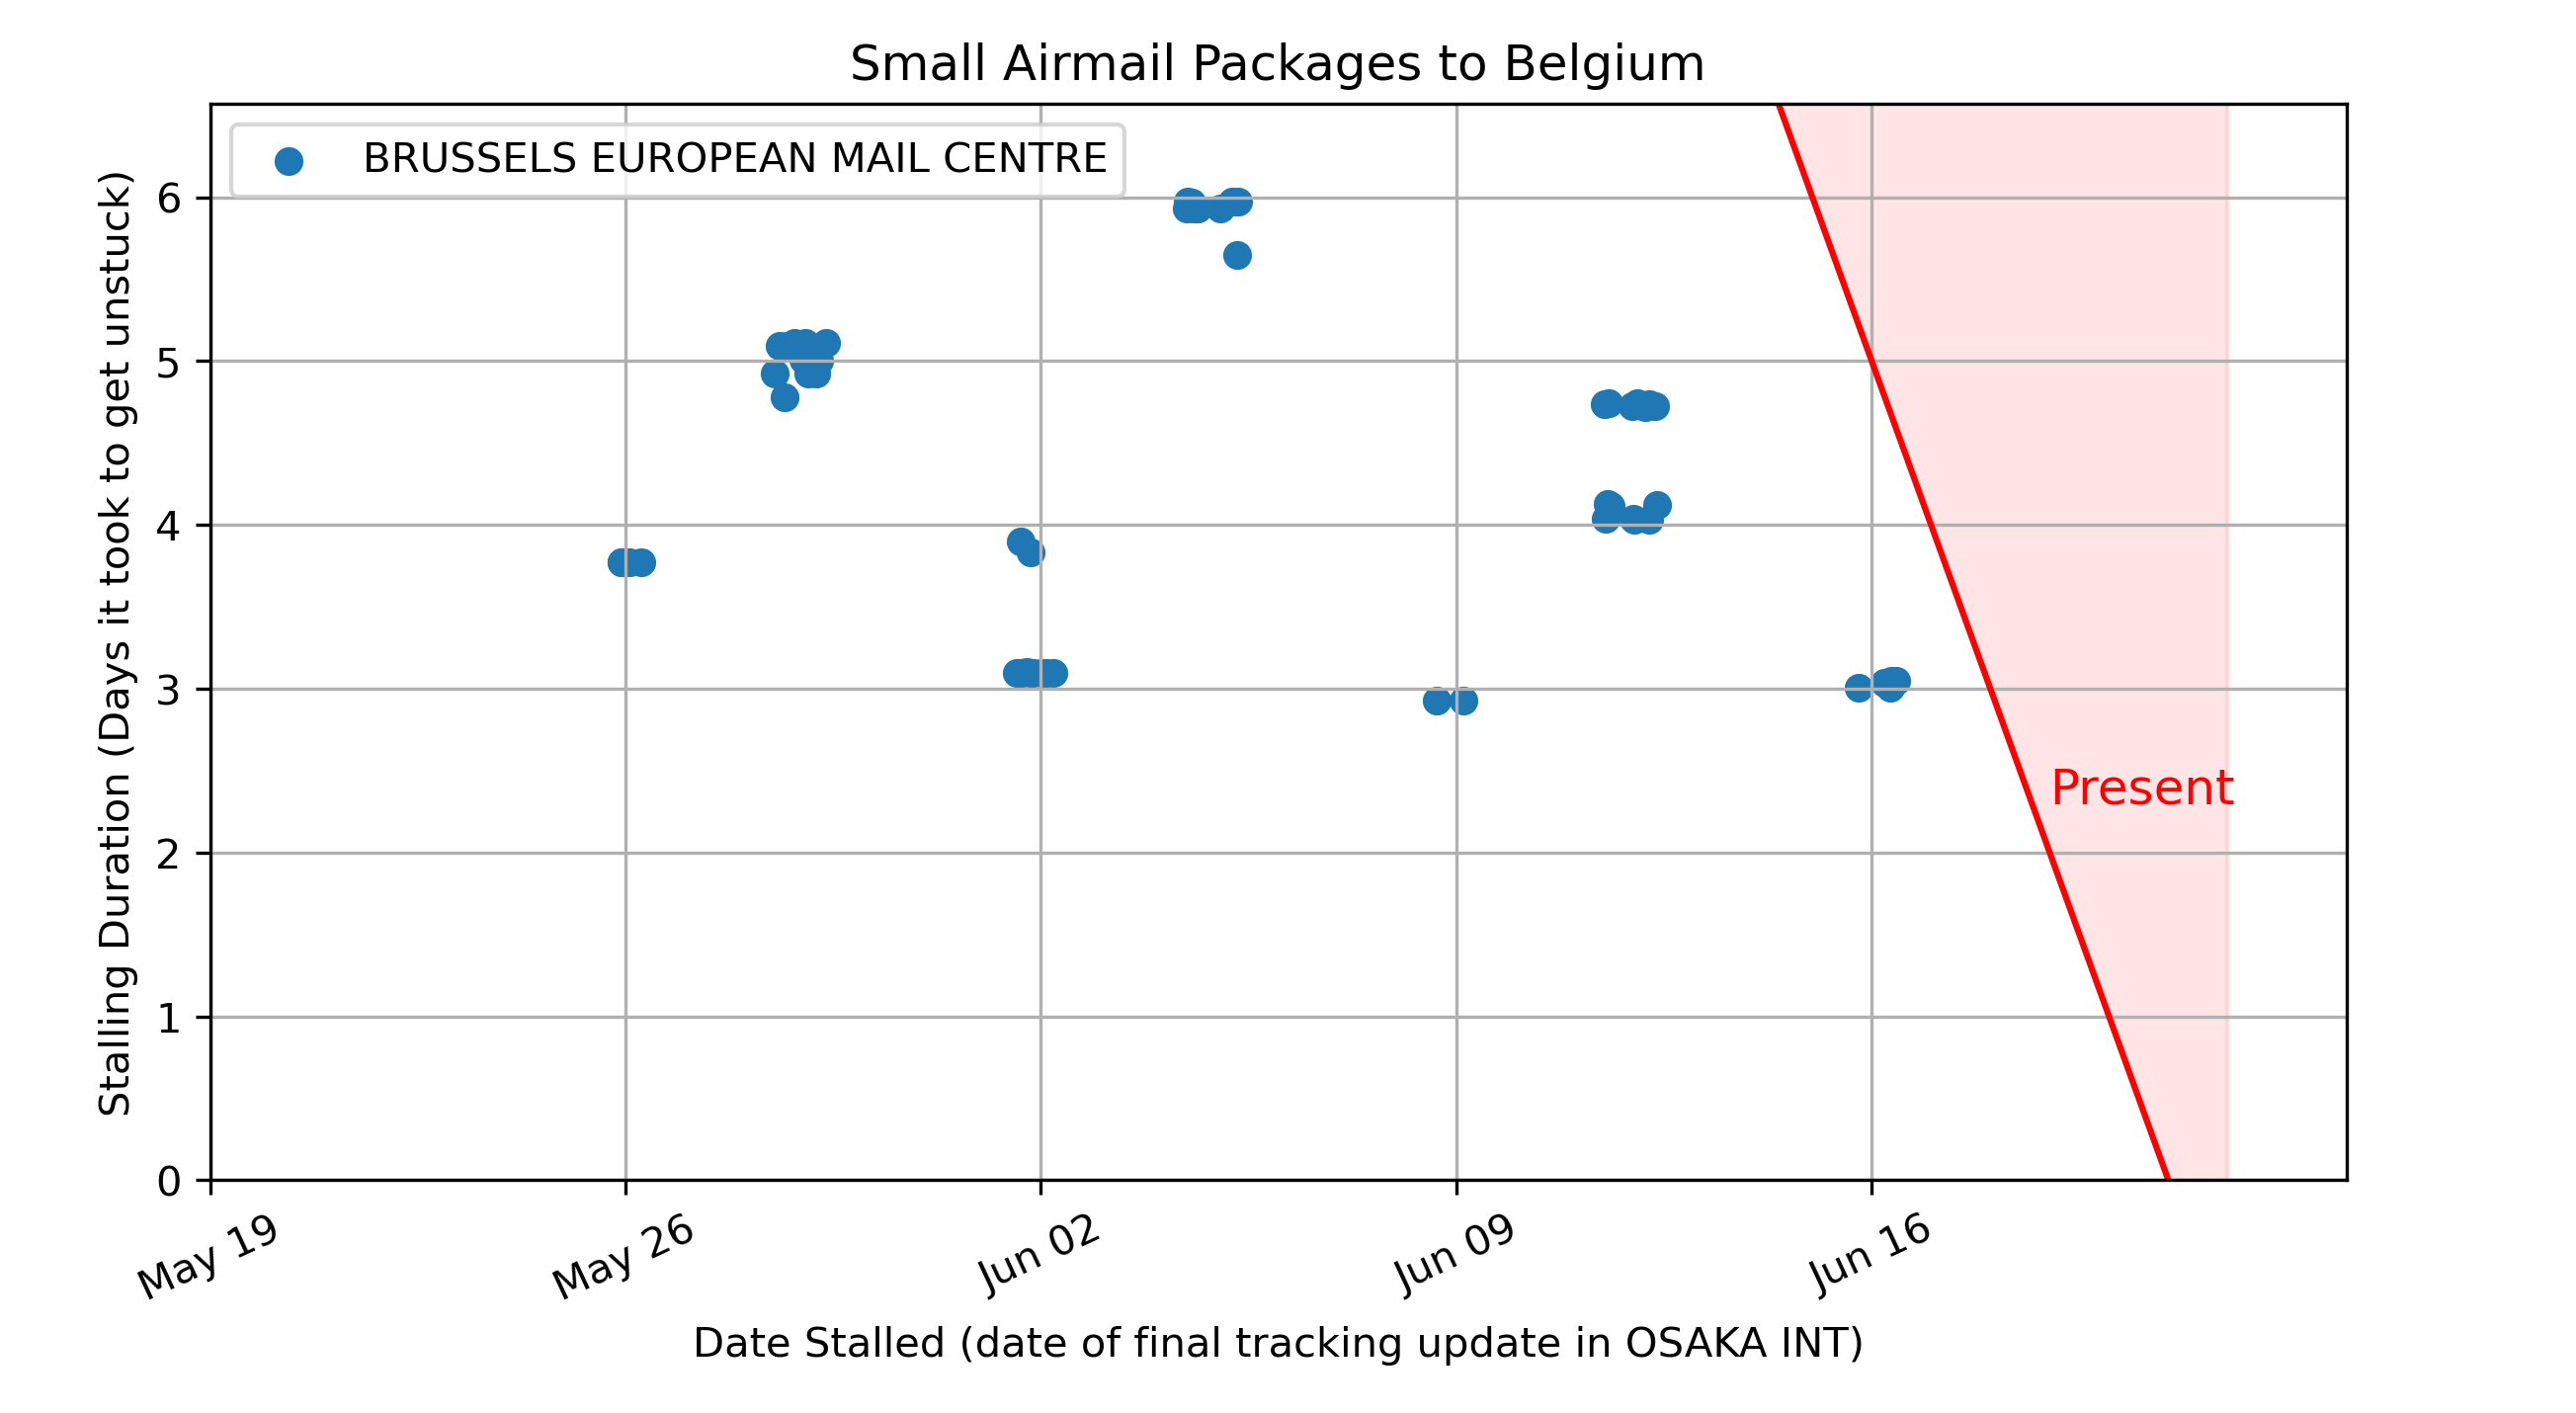 Small Airmail Packages to Belgium
BRUSSELS EUROPEAN MAIL CENTRE
Stalling Duration (Days it took to get unstuck)
6
5
4
3
2
1
0
Present
May 19
May 26
Jun 02
Jun 09
Jun 16
Date Stalled (date of final tracking update in OSAKA INT)